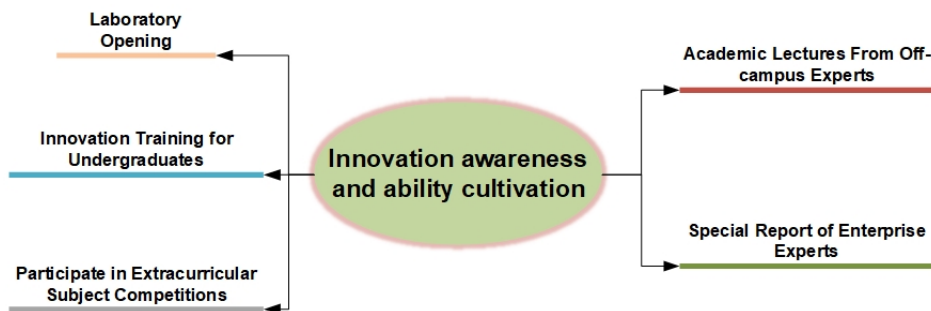 Laboratory
Opening
Innovation Training for
Undergraduates
Participate in Extracurricular
Subject Competitions
Innovation awareness
and ability cultivation
Academic Lectures From Off-
campus Experts
Special Report of Enterprise
Experts